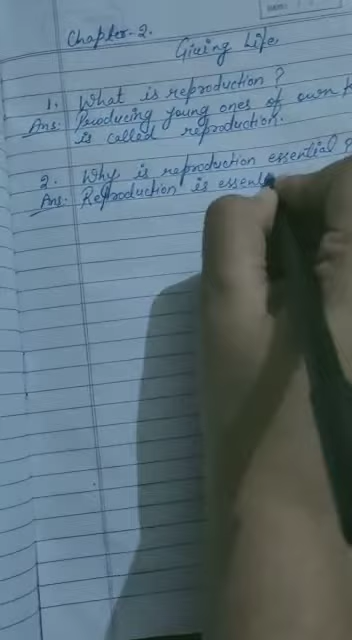 Chapter-2.
Giving Life
1. What is reproduction?
Ans: Producing young ones of own
is called reproduction.
2. Why is reproduction essential?
Ans: Reproduction is essent